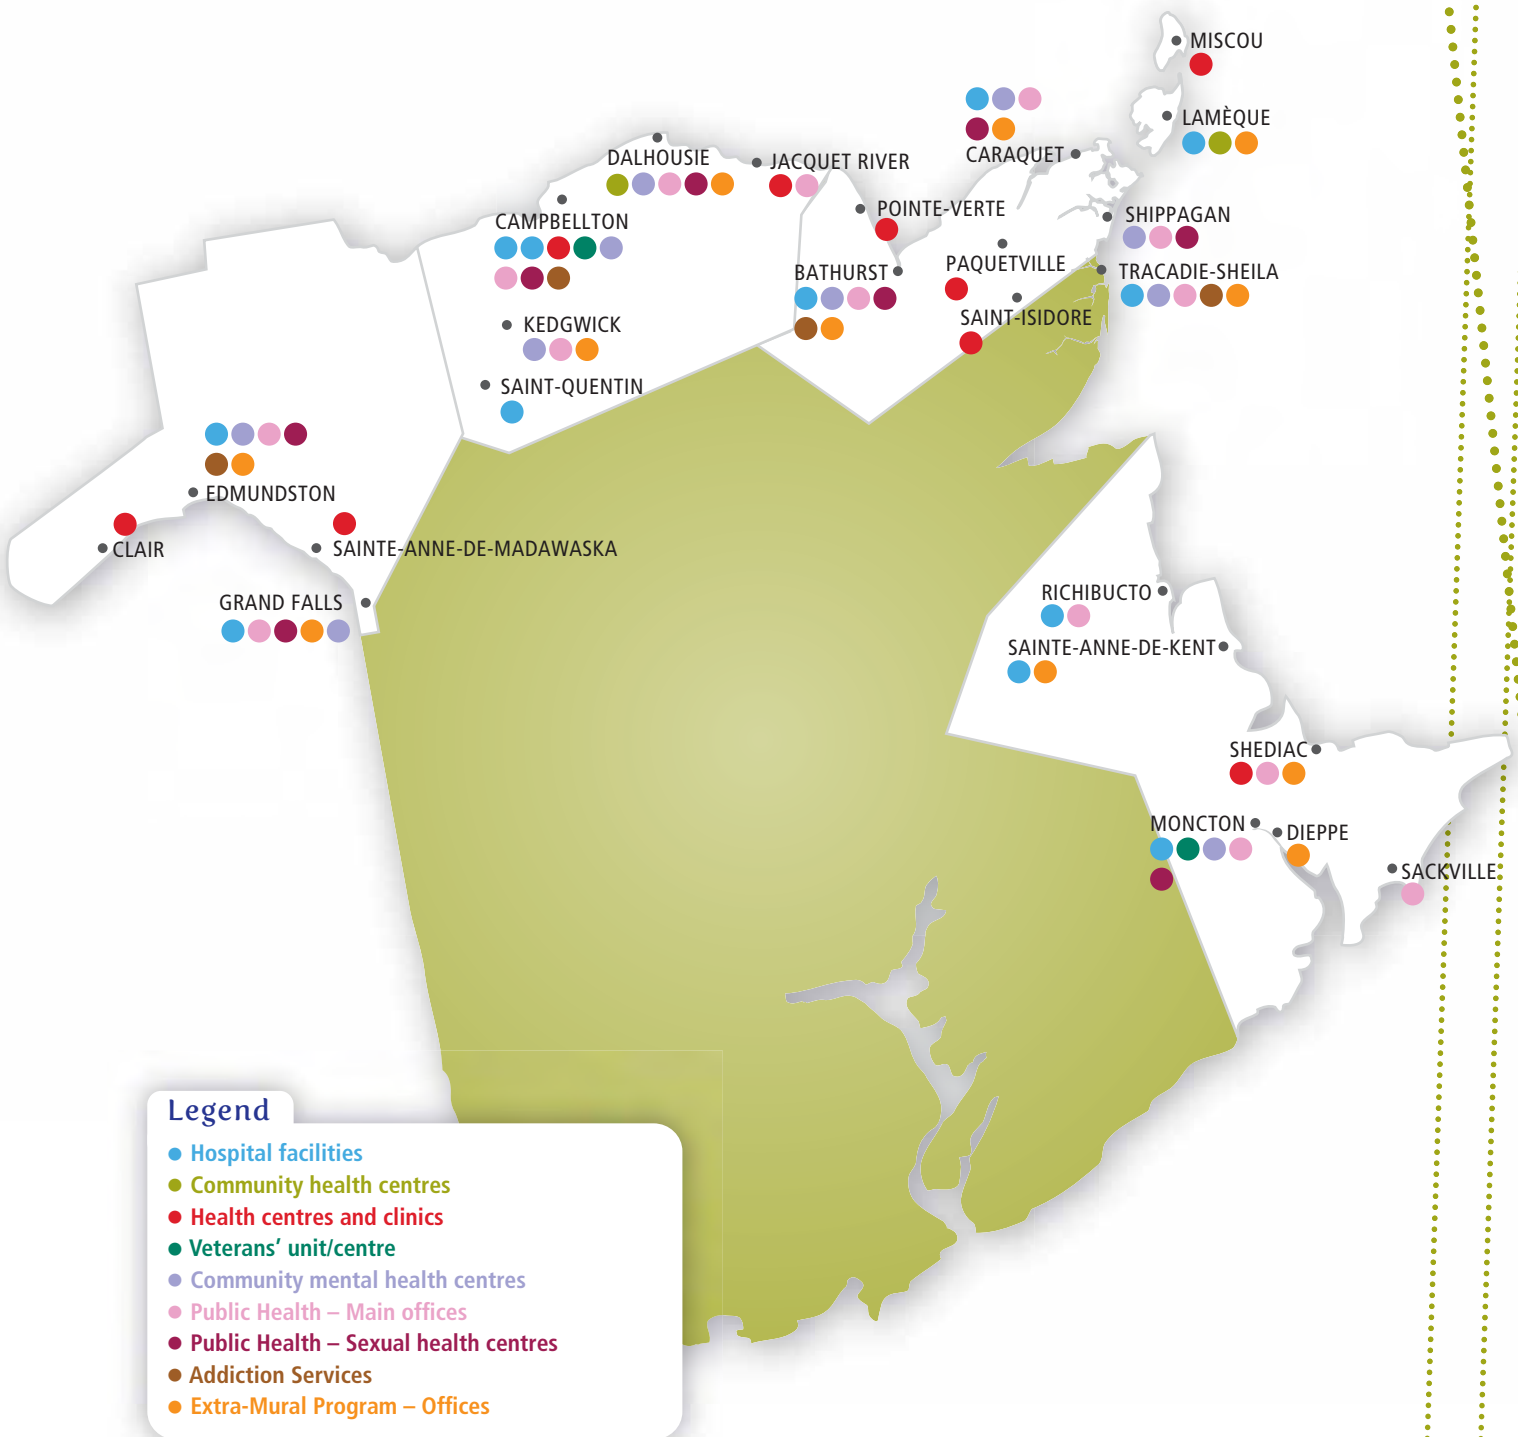 MISCOU
LAMÈQUE
CARAQUET
DALHOUSIE
JACQUET RIVER
POINTE-VERTE
SHIPPAGAN
CAMPBELLTON
PAQUETVILLE
BATHURST
TRACADIE-SHEILA
SAINT-ISIDORE
KEDGWICK
SAINT-QUENTIN
EDMUNDSTON
CLAIR
SAINTE-ANNE-DE-MADAWASKA
GRAND FALLS
RICHIBUCTO
SAINTE-ANNE-DE-KENT
SHEDIAC
MONCTON
DIEPPE
SACKVILLE
Legend
Hospital facilities
Community health centres
Health centres and clinics
Veterans’ unit/centre
Community mental health centres
Public Health – Main offices
Public Health – Sexual health centres
Addiction Services
Extra-Mural Program – Offices